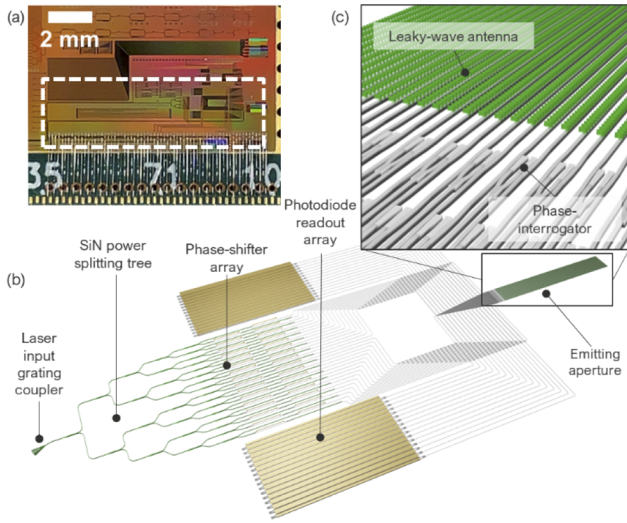 (a)
2 mm
35
71
10
(b)
SiN power
splitting tree
Phase-shifter
array
Photodiode
readout
array
Laser
input
grating
coupler
(c)
Leaky-wave antenna
Phase-
interrogator
Emitting
aperture